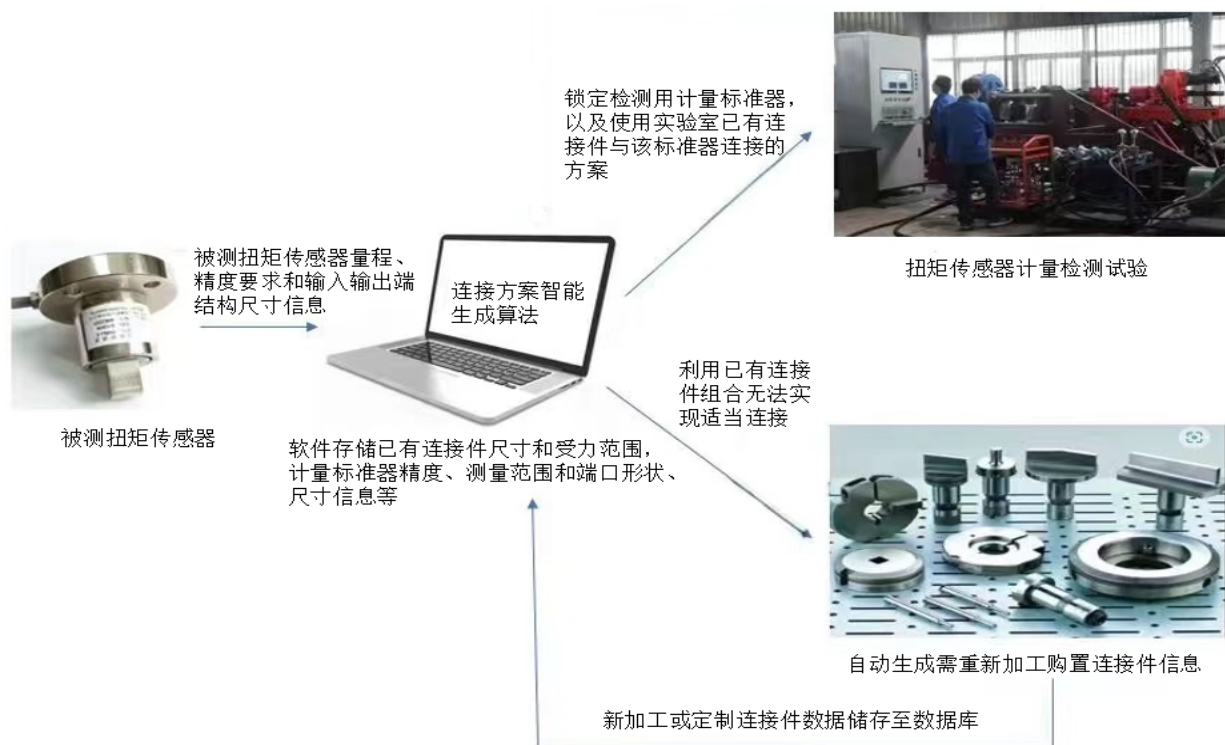 锁定检测用计量标准器,
以及使用实验室已有连
接件与该标准器连接的
方案
扭矩传感器计量检测试验
被测扭矩传感器量程、
精度要求和输入输出端
结构尺寸信息
连接方案智能
生成算法
被测扭矩传感器
利用已有连接
件组合无法实
现适当连接
软件存储已有连接件尺寸和受力范围,
计量标准器精度、测量范围和端口形状、
尺寸信息等
自动生成需重新加工购置连接件信息
新加工或定制连接件数据储存至数据库